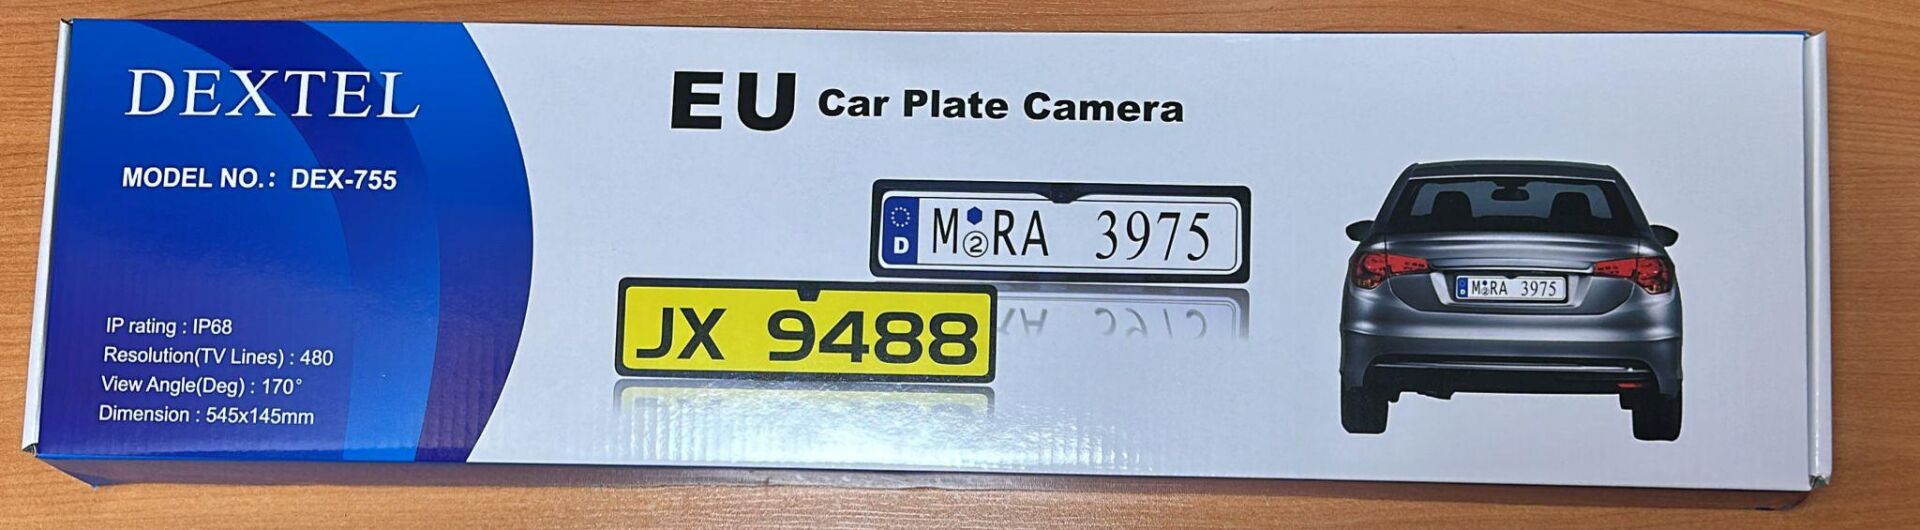 DEXTEL
MODEL NO.: DEX-755
IP rating : IP68
Resolution(TV Lines) : 480
View Angle(Deg) : 170°
Dimension : 545x145mm
EU Car Plate Camera
D M 2 RA 3975
JX 9488
M RA 3975